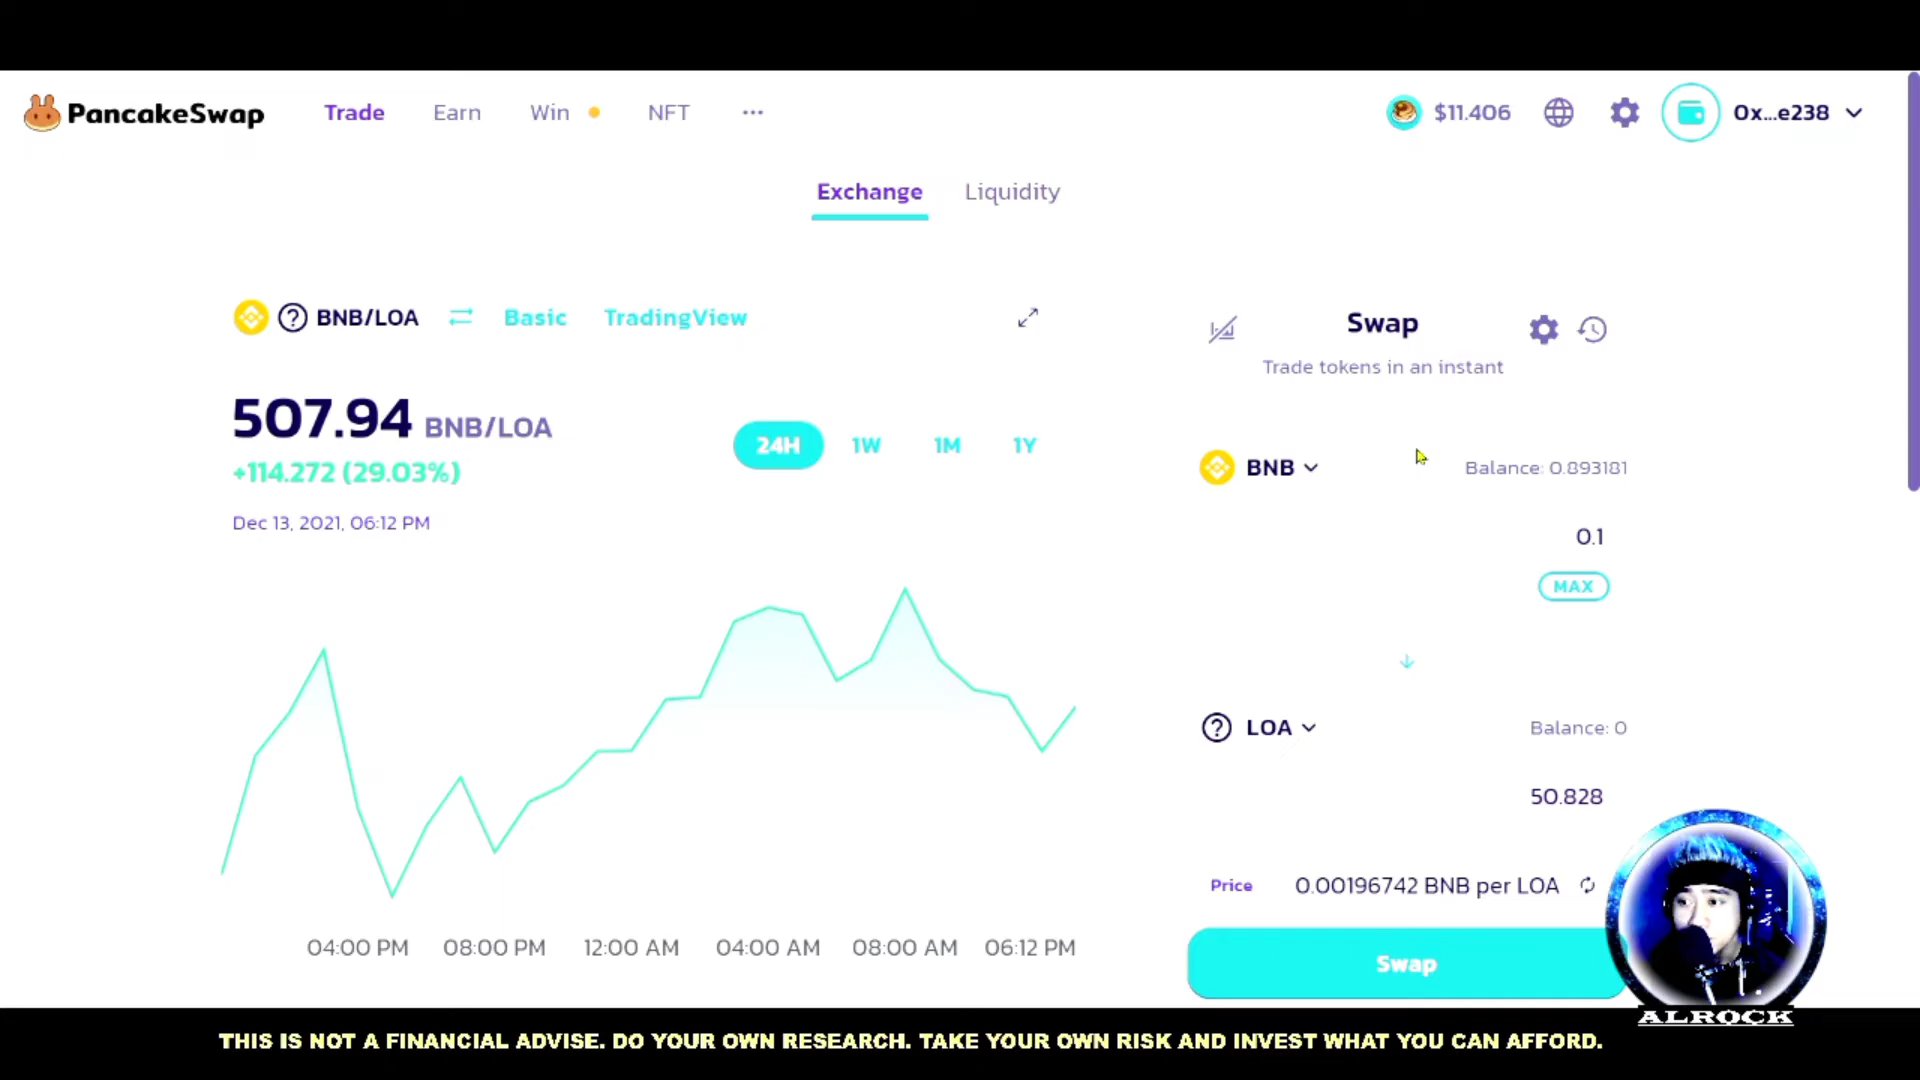 PancakeSwap Trade Earn Win NFT ... $11.406 0x...e238
Exchange Liquidity
BNB/LOA Basic TradingView
507.94 BNB/LOA
+114.272 (29.03%)
Dec 13, 2021, 06:12 PM
24H 1W 1M 1Y
04:00 PM 08:00 PM 12:00 AM 04:00 AM 08:00 AM 06:12 PM
Swap
Trade tokens in an instant
BNB Balance: 0.893181
0.1
MAX
LOA Balance: 0
50.828
Price 0.00196742 BNB per LOA
Swap
ALROCK
THIS IS NOT A FINANCIAL ADVISE. DO YOUR OWN RESEARCH. TAKE YOUR OWN RISK AND INVEST WHAT YOU CAN AFFORD.